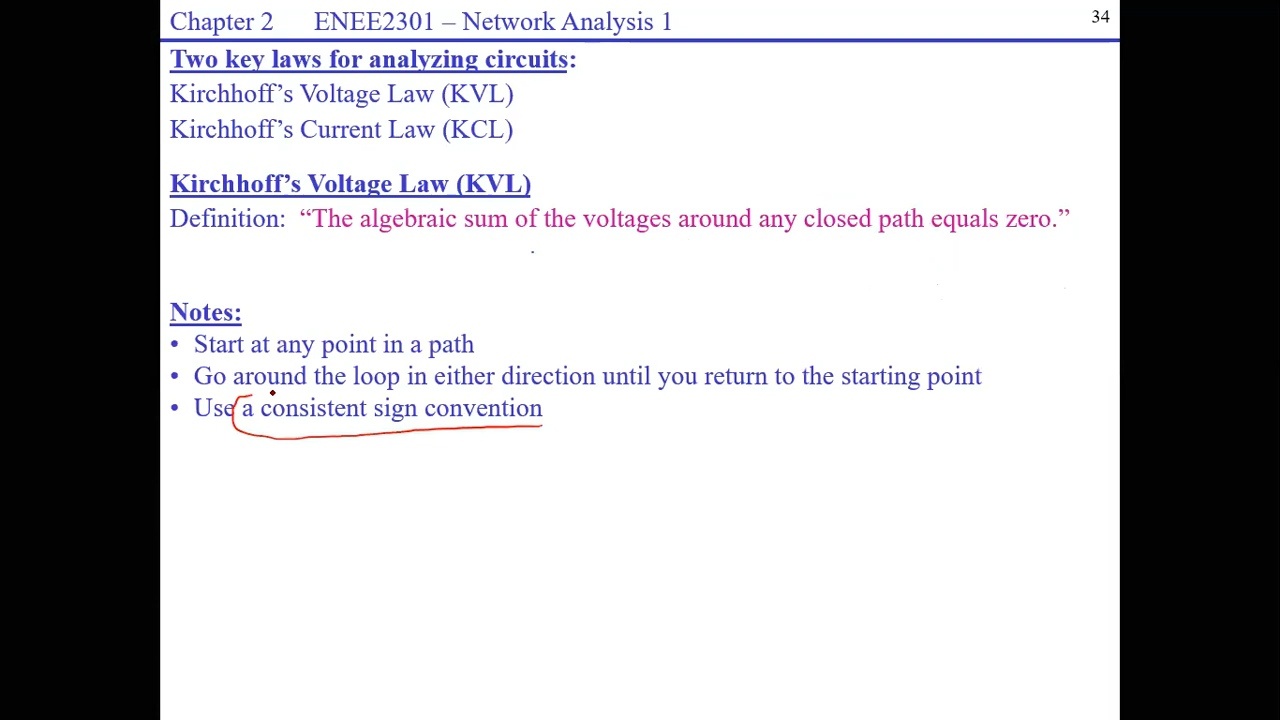 Chapter 2 ENEE2301 – Network Analysis 1
34
Two key laws for analyzing circuits:
Kirchhoff’s Voltage Law (KVL)
Kirchhoff’s Current Law (KCL)
Kirchhoff’s Voltage Law (KVL)
Definition: “The algebraic sum of the voltages around any closed path equals zero.”
Notes:
• Start at any point in a path
• Go around the loop in either direction until you return to the starting point
• Use a consistent sign convention